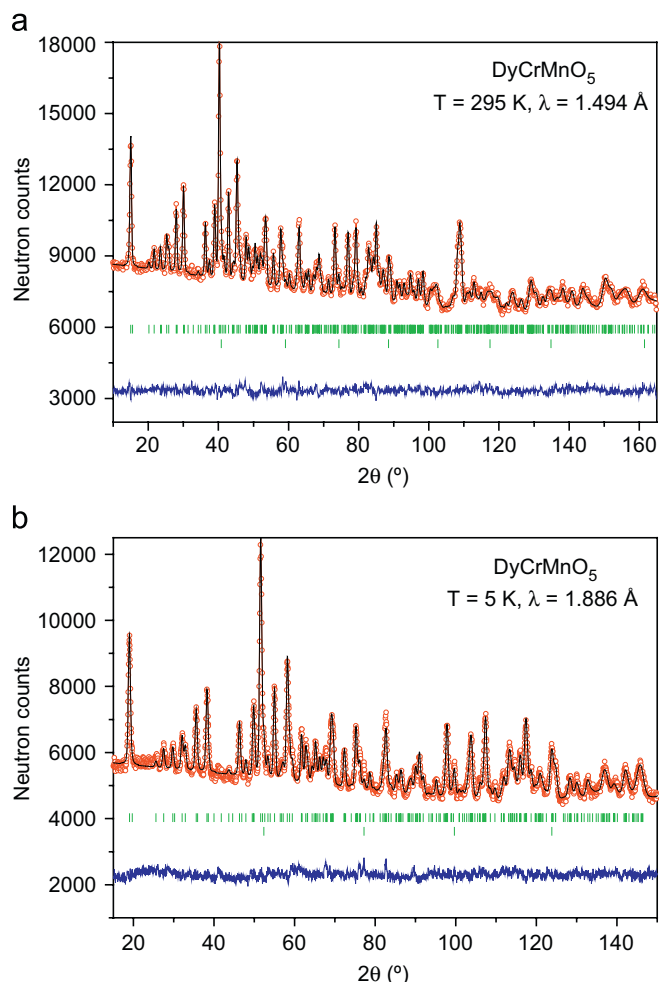 a
18000
15000
12000
9000
6000
3000
Neutron counts
DyCrMnO5
T = 295 K, λ = 1.494 Å
20 40 60 80 100 120 140 160
2θ (º)
b
12000
10000
8000
6000
4000
2000
Neutron counts
DyCrMnO5
T = 5 K, λ = 1.886 Å
20 40 60 80 100 120 140
2θ (º)